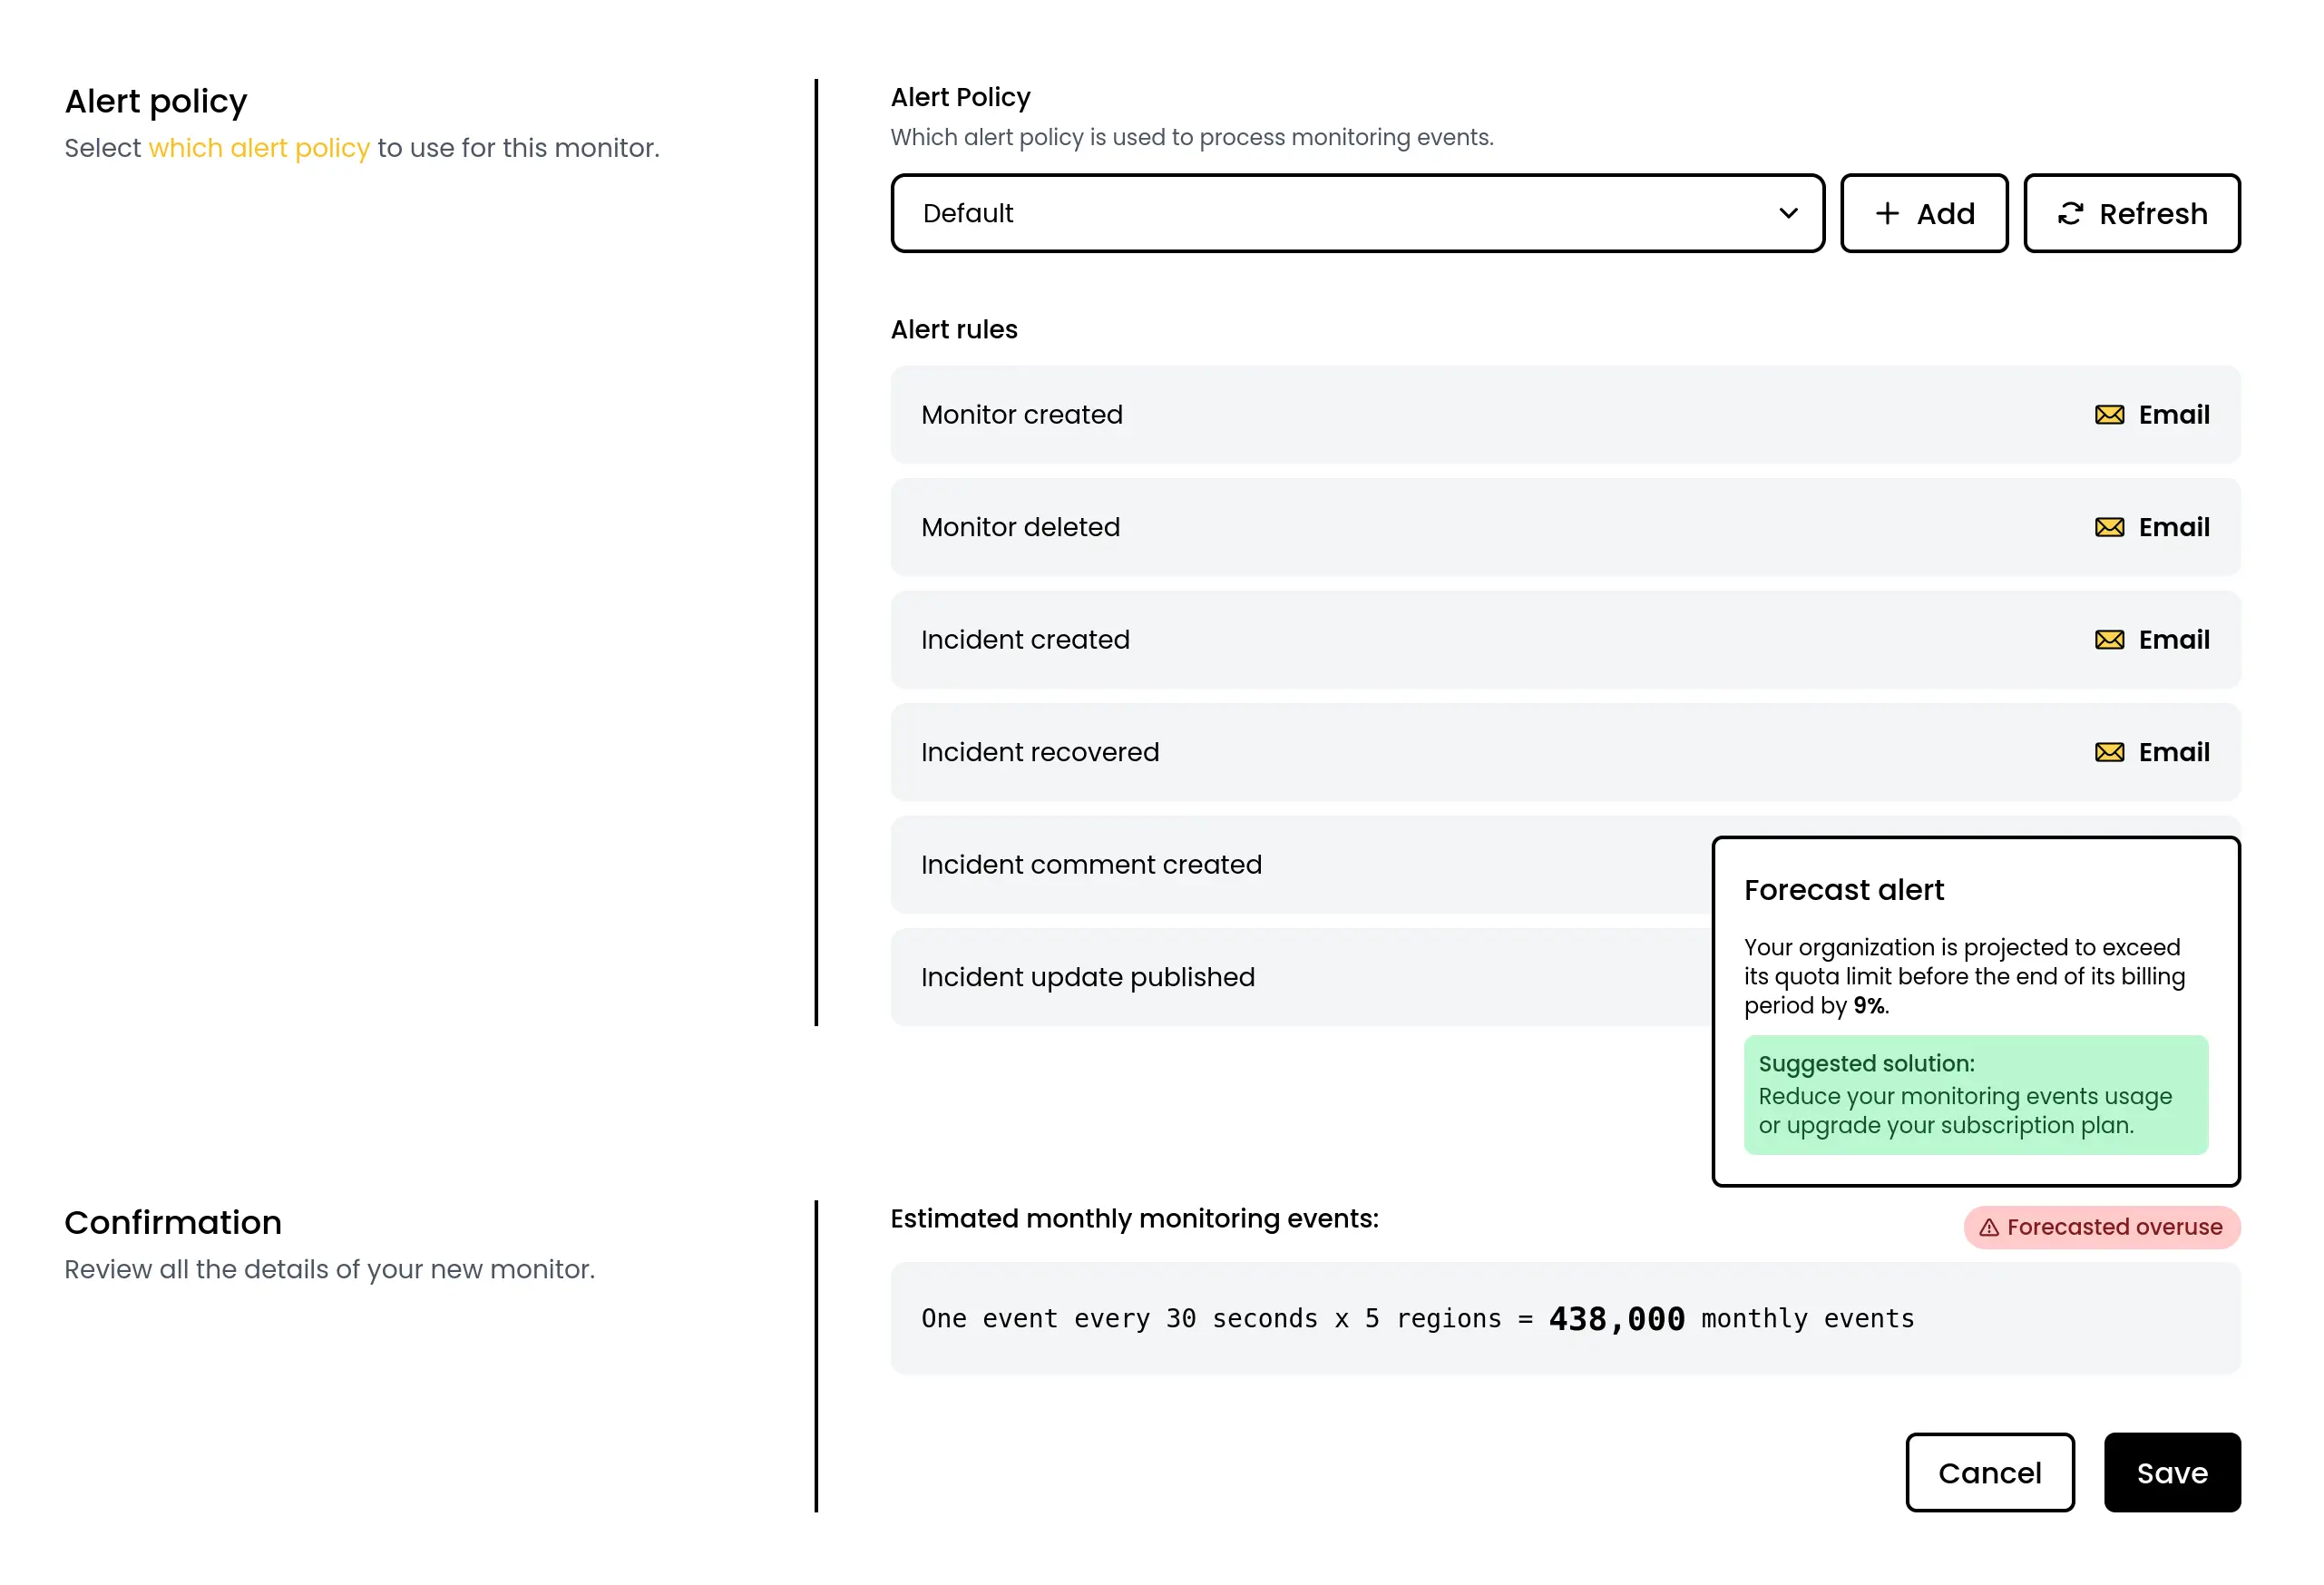 Alert policy
Select which alert policy to use for this monitor.
Alert Policy
Which alert policy is used to process monitoring events.
Default
Add
Refresh
Alert rules
Monitor created
Email
Monitor deleted
Email
Incident created
Email
Incident recovered
Email
Incident comment created
Incident update published
Forecast alert
Your organization is projected to exceed
its quota limit before the end of its billing
period by 9%.
Suggested solution:
Reduce your monitoring events usage
or upgrade your subscription plan.
Confirmation
Review all the details of your new monitor.
Estimated monthly monitoring events:
Forecasted overuse
One event every 30 seconds x 5 regions = 438,000 monthly events
Cancel
Save